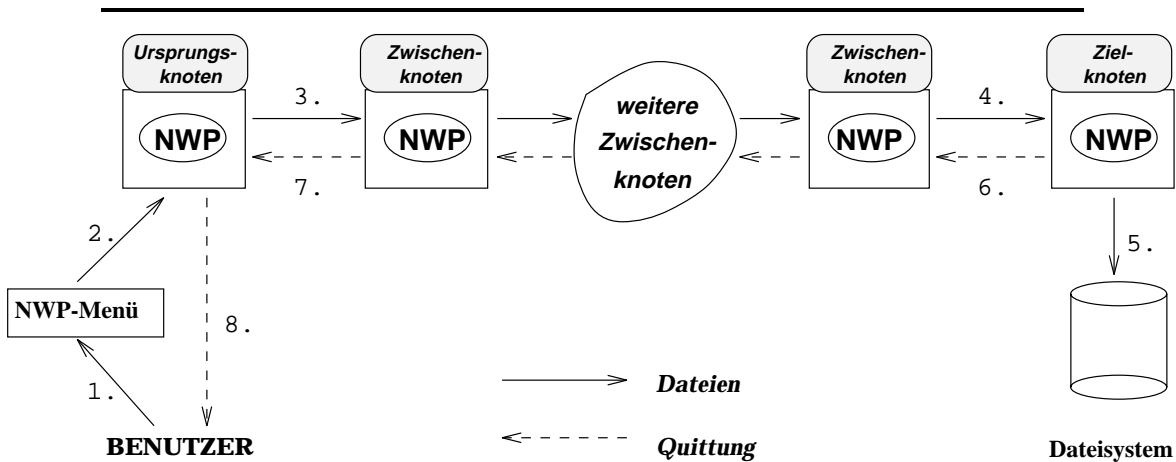 Ursprungs-
knoten
Zwischen-
knoten
Zwischen-
knoten
Ziel-
knoten
3.
4.
NWP
NWP
weitere
Zwischen-
knoten
NWP
NWP
7.
6.
2.
5.
NWP-Menü
8.
1.
Dateien
BENUTZER
Quittung
Dateisystem